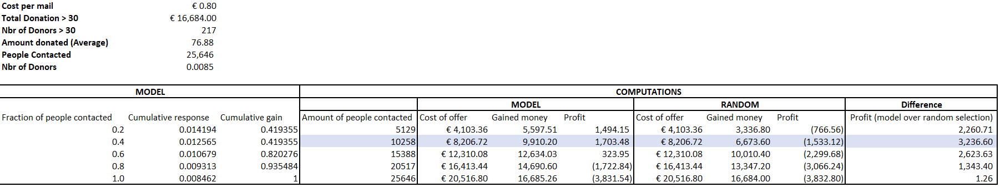 Cost per mail € 0.80
Total Donation > 30 € 16,684.00
Nbr of Donors > 30 217
Amount donated (Average) 76.88
People Contacted 25,646
Nbr of Donors 0.0085
MODEL COMPUTATIONS
MODEL RANDOM Difference
Fraction of people contacted Cumulative response Cumulative gain Amount of people contacted Cost of offer Gained money Profit Cost of offer Gained money Profit Profit (model over random selection)
0.2 0.014194 0.419355 5129 € 4,103.36 5,597.51 1,494.15 € 4,103.36 3,336.80 (766.56) 2,260.71
0.4 0.012565 0.419355 10258 € 8,206.72 9,910.20 1,703.48 € 8,206.72 6,673.60 (1,533.12) 3,236.60
0.6 0.010679 0.820276 15388 € 12,310.08 12,634.03 323.95 € 12,310.08 10,010.40 (2,299.68) 2,623.63
0.8 0.009313 0.935484 20517 € 16,413.44 14,690.60 (1,722.84) € 16,413.44 13,347.20 (3,066.24) 1,343.40
1.0 0.008462 1 25646 € 20,516.80 16,685.26 (3,831.54) € 20,516.80 16,684.00 (3,832.80) 1.26